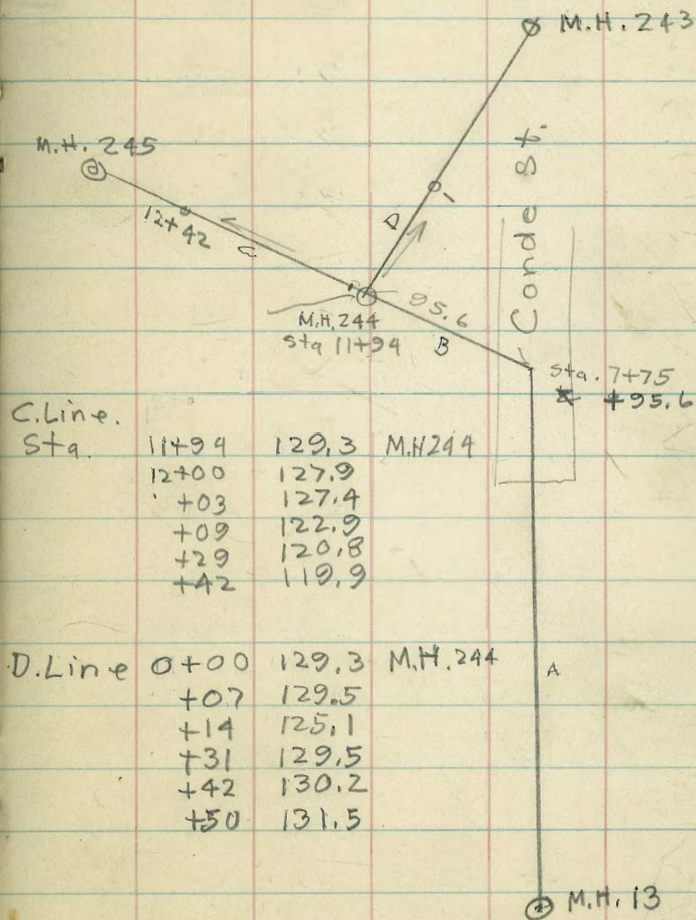 M.H. 243
M.H. 245
12+42
C
D
1
Conde St.
M.H. 244
Sta 11+94
95.6
B
Sta. 7+75
+95.6
C.Line.
Sta. 11+94 129.3 M.H 244
12+00 127.9
+03 127.4
+09 122.9
+29 120.8
+42 119.9
D.Line 0+00 129.3 M.H. 244
+07 129.5
+14 125.1
+31 129.5
+42 130.2
+50 131.5
A
M.H. 13